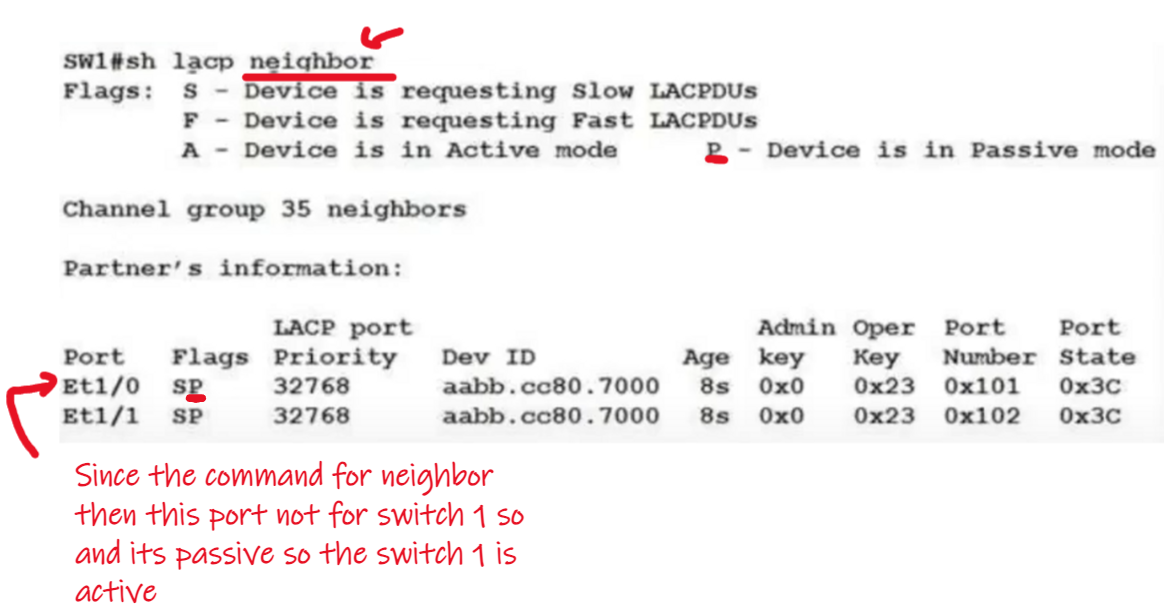 SW1#sh lacp neighbor
Flags:  S - Device is requesting Slow LACPDUs
        F - Device is requesting Fast LACPDUs
        A - Device is in Active mode       P - Device is in Passive mode
Channel group 35 neighbors
Partner's information:
                    LACP port                                Admin  Oper   Port     Port
Port      Flags   Priority   Dev ID            Age   key    Key    Number   State
Et1/0     SP      32768      aabb.cc80.7000    8s    0x0    0x23   0x101    0x3C
Et1/1     SP      32768      aabb.cc80.7000    8s    0x0    0x23   0x102    0x3C
Since the command for neighbor
then this port not for switch 1 so
and its passive so the switch 1 is
active